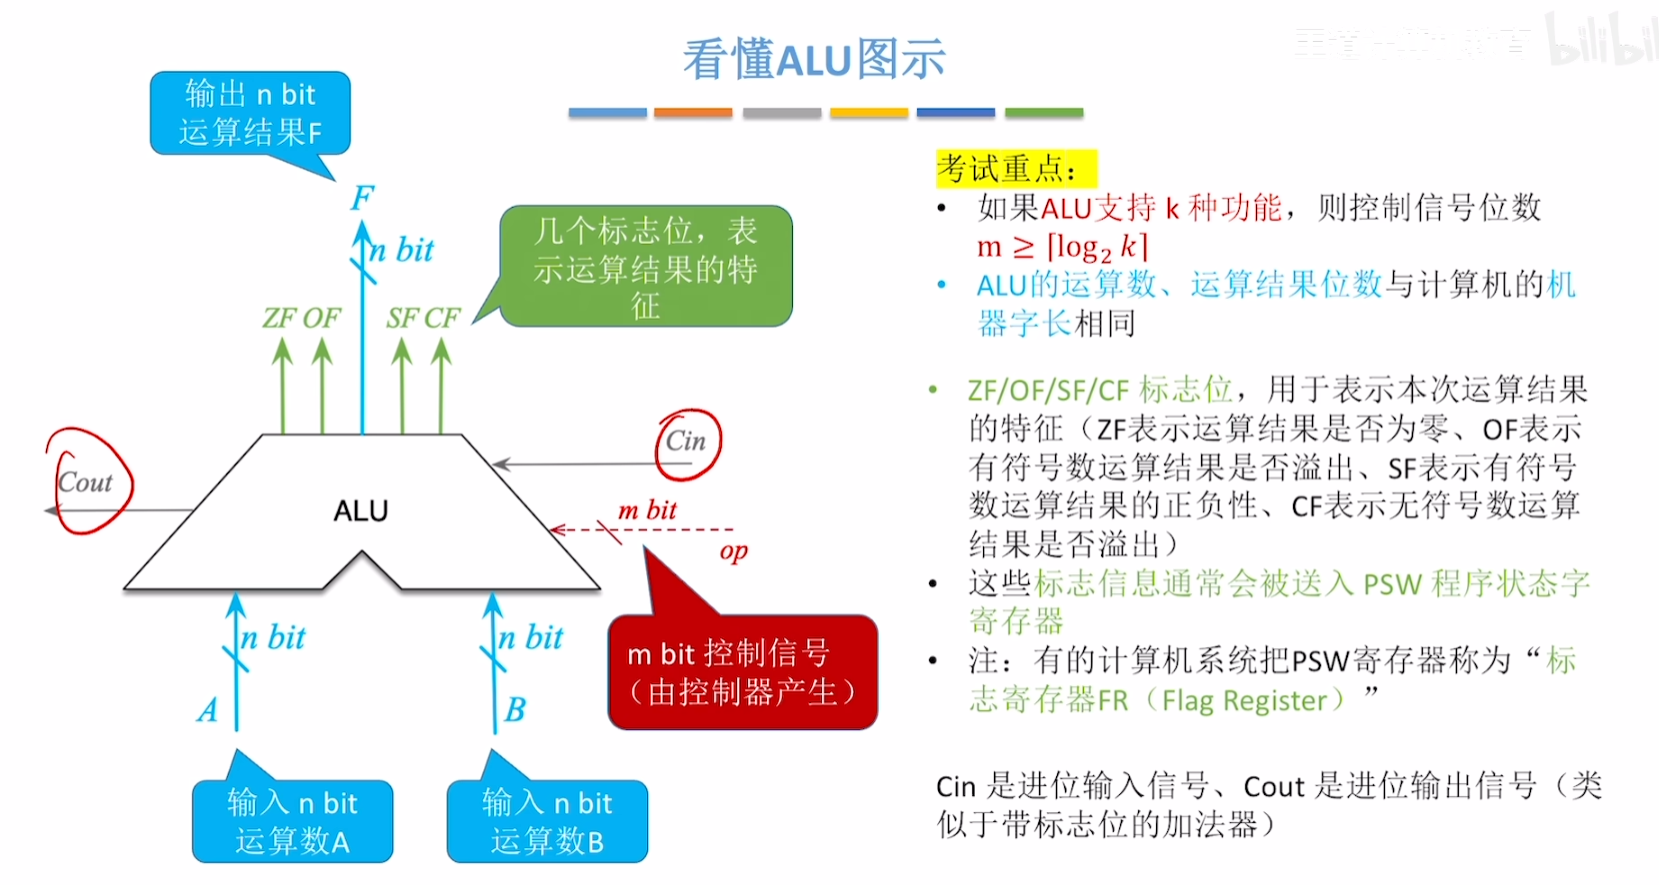 看懂ALU图示
bilibili
输出 n bit
运算结果F
F
n bit
几个标志位，表
示运算结果的特
征
ZF OF SF CF
Cin
Cout
ALU
m bit
op
n bit
n bit
A
B
m bit 控制信号
（由控制器产生）
输入 n bit
运算数A
输入 n bit
运算数B
考试重点：
• 如果ALU支持 k 种功能，则控制信号位数
m ≥ ⌈log₂ k⌉
• ALU的运算数、运算结果位数与计算机的机
器字长相同
• ZF/OF/SF/CF 标志位，用于表示本次运算结果
的特征（ZF表示运算结果是否为零、OF表示
有符号数运算结果是否溢出、SF表示有符号
数运算结果的正负性、CF表示无符号数运算
结果是否溢出）
• 这些标志信息通常会被送入 PSW 程序状态字
寄存器
• 注：有的计算机系统把PSW寄存器称为“标
志寄存器FR（Flag Register）”
Cin 是进位输入信号、Cout 是进位输出信号（类
似于带标志位的加法器）